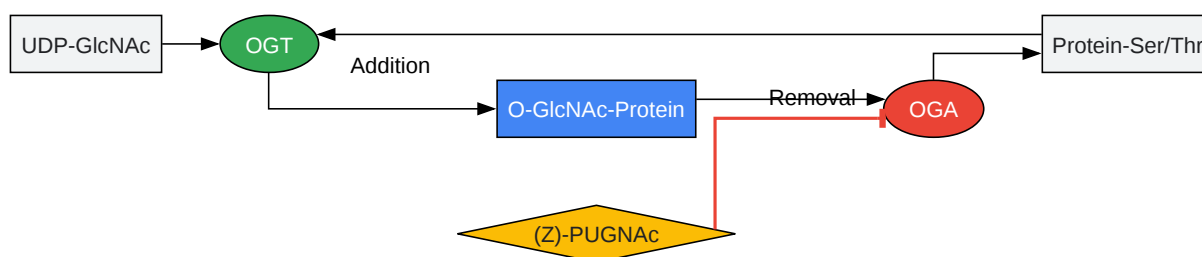 UDP-GlcNAc
OGT
Protein-Ser/Thr
Addition
O-GlcNAc-Protein
Removal
OGA
(Z)-PUGNAc